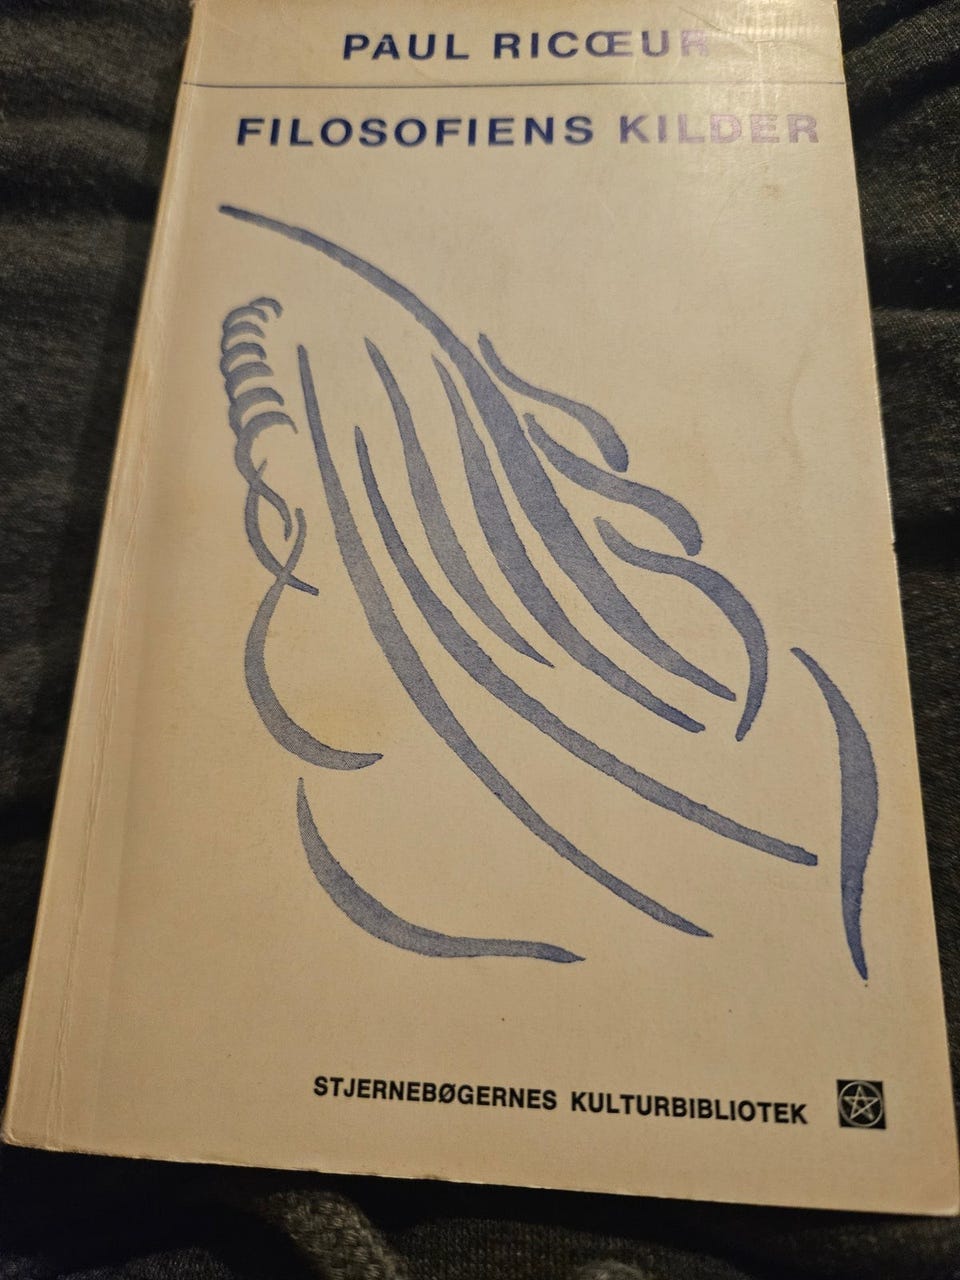 PAUL RICŒUR
FILOSOFIENS KILDER
STJERNEBØGERNES KULTURBIBLIOTEK